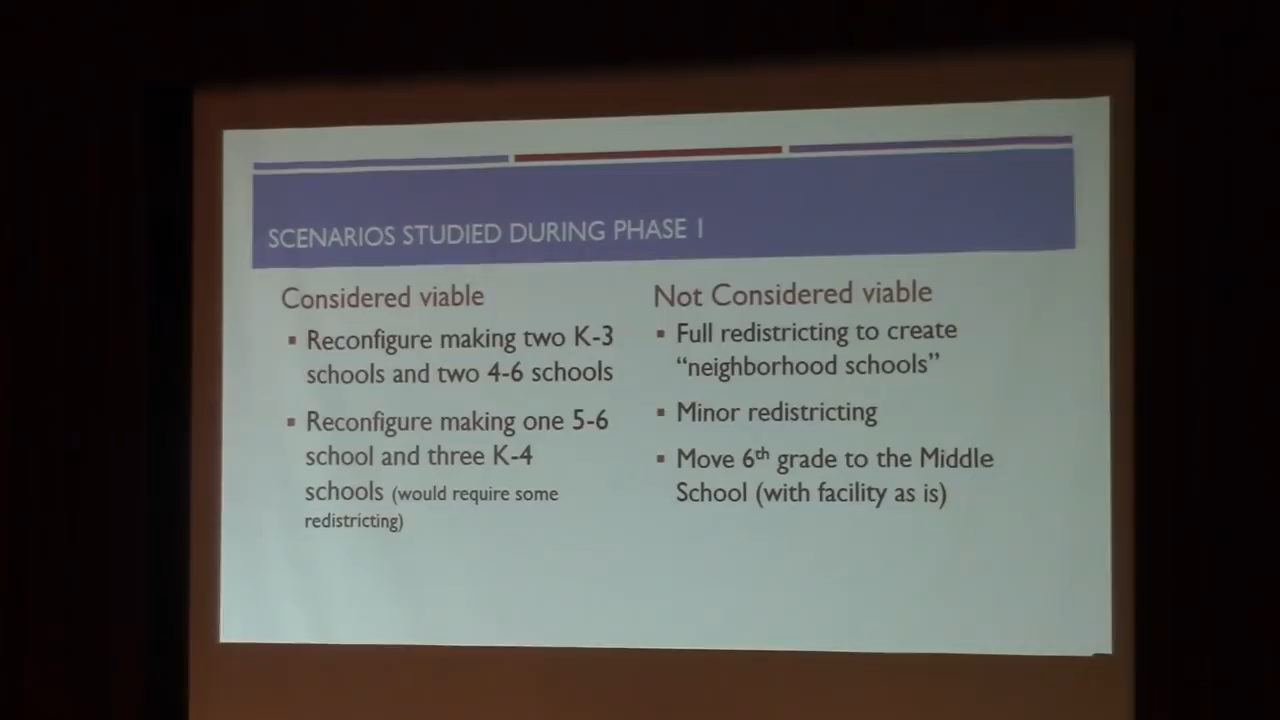 SCENARIOS STUDIED DURING PHASE 1
Considered viable
▪ Reconfigure making two K-3
schools and two 4-6 schools
▪ Reconfigure making one 5-6
school and three K-4
schools (would require some
redistricting)
Not Considered viable
▪ Full redistricting to create
“neighborhood schools”
▪ Minor redistricting
▪ Move 6th grade to the Middle
School (with facility as is)